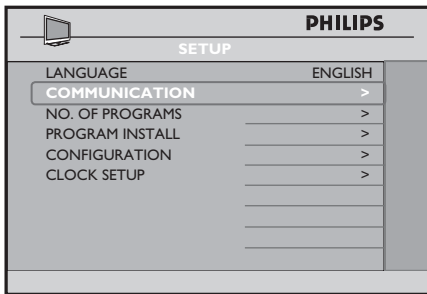 PHILIPS
SETUP
LANGUAGE ENGLISH
COMMUNICATION >
NO. OF PROGRAMS >
PROGRAM INSTALL >
CONFIGURATION >
CLOCK SETUP >